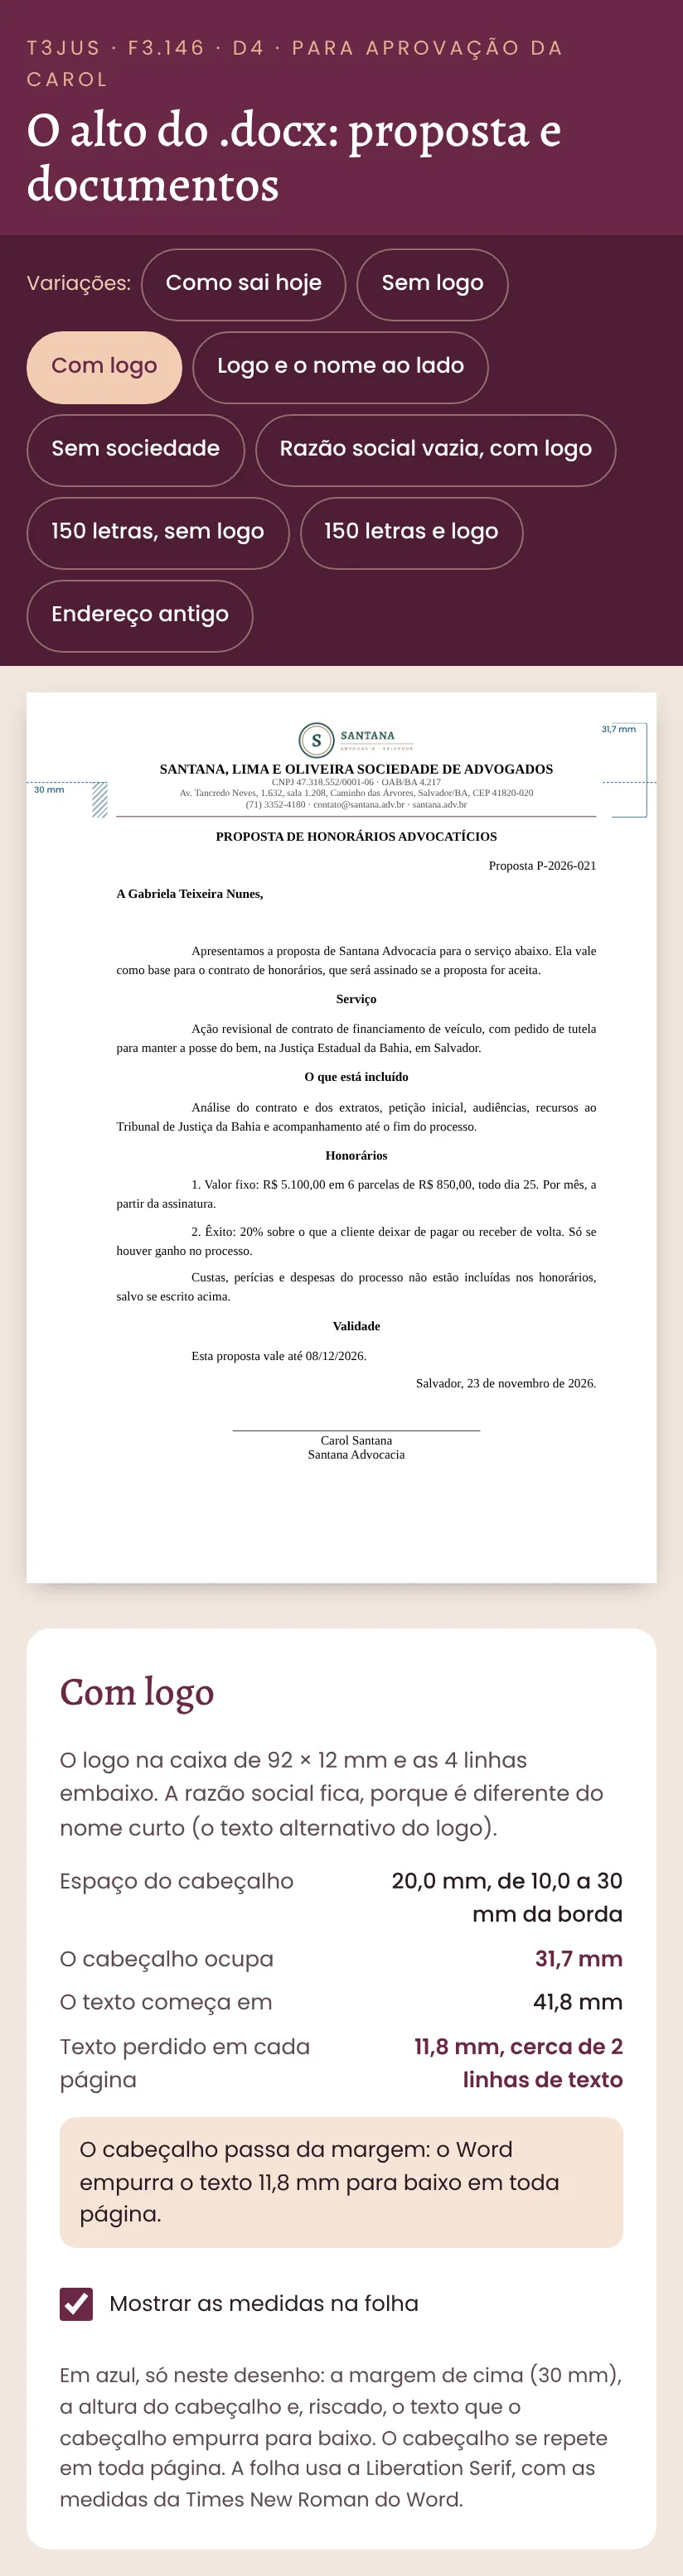 T3JUS · F3.146 · D4 · PARA APROVAÇÃO DA
CAROL
O alto do .docx: proposta e
documentos
Variações:
Como sai hoje
Sem logo
Com logo
Logo e o nome ao lado
Sem sociedade
Razão social vazia, com logo
150 letras, sem logo
150 letras e logo
Endereço antigo
S
SANTANA
ADVOCACIA · SALVADOR
31,7 mm
30 mm
SANTANA, LIMA E OLIVEIRA SOCIEDADE DE ADVOGADOS
CNPJ 47.318.552/0001-06 · OAB/BA 4.217
Av. Tancredo Neves, 1.632, sala 1.208, Caminho das Árvores, Salvador/BA, CEP 41820-020
(71) 3352-4180 · contato@santana.adv.br · santana.adv.br
PROPOSTA DE HONORÁRIOS ADVOCATÍCIOS
Proposta P-2026-021
A Gabriela Teixeira Nunes,
Apresentamos a proposta de Santana Advocacia para o serviço abaixo. Ela vale
como base para o contrato de honorários, que será assinado se a proposta for aceita.
Serviço
Ação revisional de contrato de financiamento de veículo, com pedido de tutela
para manter a posse do bem, na Justiça Estadual da Bahia, em Salvador.
O que está incluído
Análise do contrato e dos extratos, petição inicial, audiências, recursos ao
Tribunal de Justiça da Bahia e acompanhamento até o fim do processo.
Honorários
1. Valor fixo: R$ 5.100,00 em 6 parcelas de R$ 850,00, todo dia 25. Por mês, a
partir da assinatura.
2. Êxito: 20% sobre o que a cliente deixar de pagar ou receber de volta. Só se
houver ganho no processo.
Custas, perícias e despesas do processo não estão incluídas nos honorários,
salvo se escrito acima.
Validade
Esta proposta vale até 08/12/2026.
Salvador, 23 de novembro de 2026.
Carol Santana
Santana Advocacia
Com logo
O logo na caixa de 92 × 12 mm e as 4 linhas
embaixo. A razão social fica, porque é diferente do
nome curto (o texto alternativo do logo).
Espaço do cabeçalho
20,0 mm, de 10,0 a 30
mm da borda
O cabeçalho ocupa
31,7 mm
O texto começa em
41,8 mm
Texto perdido em cada
página
11,8 mm, cerca de 2
linhas de texto
O cabeçalho passa da margem: o Word
empurra o texto 11,8 mm para baixo em toda
página.
Mostrar as medidas na folha
Em azul, só neste desenho: a margem de cima (30 mm),
a altura do cabeçalho e, riscado, o texto que o
cabeçalho empurra para baixo. O cabeçalho se repete
em toda página. A folha usa a Liberation Serif, com as
medidas da Times New Roman do Word.